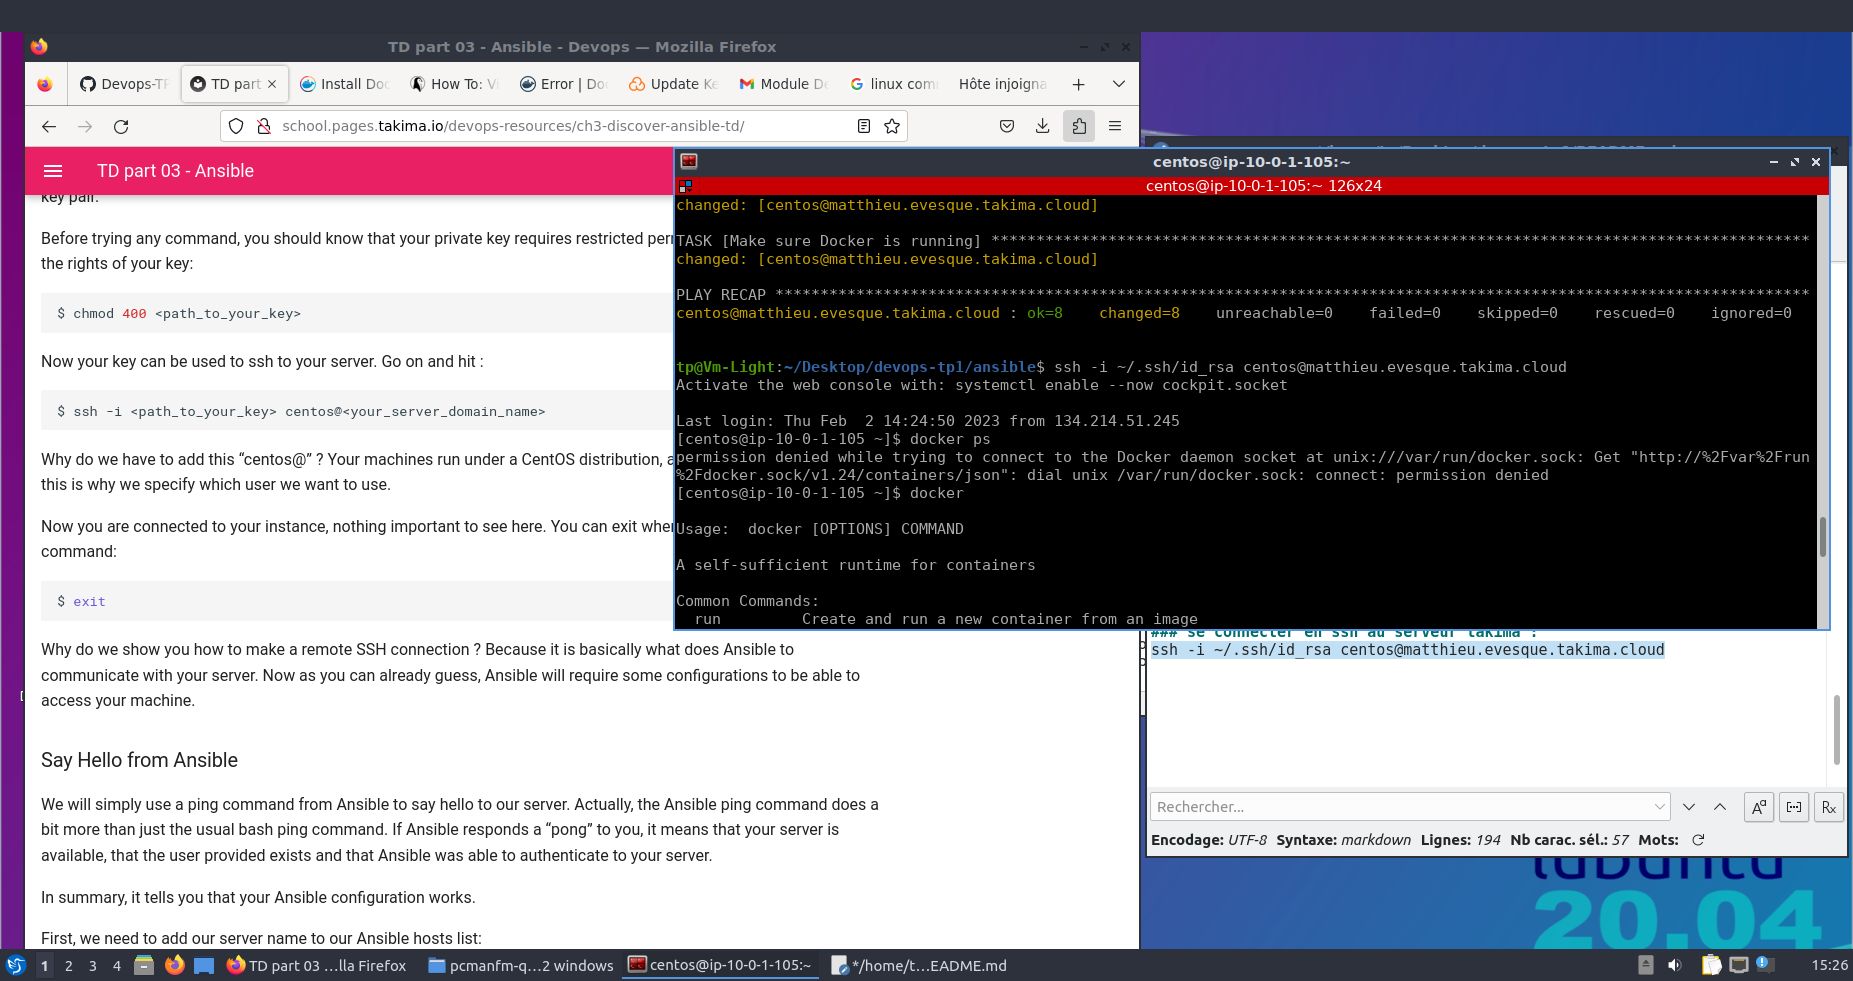 TD part 03 - Ansible - Devops — Mozilla Firefox
Devops-TF
TD part
Install Doc
How To: Vi
Error | Do
Update Ke
Module De
linux com
Hôte injoigna
school.pages.takima.io/devops-resources/ch3-discover-ansible-td/
TD part 03 - Ansible
key pair.
Before trying any command, you should know that your private key requires restricted per
the rights of your key:
$ chmod 400 <path_to_your_key>
Now your key can be used to ssh to your server. Go on and hit :
$ ssh -i <path_to_your_key> centos@<your_server_domain_name>
Why do we have to add this “centos@” ? Your machines run under a CentOS distribution, a
this is why we specify which user we want to use.
Now you are connected to your instance, nothing important to see here. You can exit whe
command:
$ exit
Why do we show you how to make a remote SSH connection ? Because it is basically what does Ansible to
communicate with your server. Now as you can already guess, Ansible will require some configurations to be able to
access your machine.
Say Hello from Ansible
We will simply use a ping command from Ansible to say hello to our server. Actually, the Ansible ping command does a
bit more than just the usual bash ping command. If Ansible responds a “pong” to you, it means that your server is
available, that the user provided exists and that Ansible was able to authenticate to your server.
In summary, it tells you that your Ansible configuration works.
First, we need to add our server name to our Ansible hosts list:
centos@ip-10-0-1-105:~
centos@ip-10-0-1-105:~ 126x24
changed: [centos@matthieu.evesque.takima.cloud]
TASK [Make sure Docker is running] *******************************************************************************************
changed: [centos@matthieu.evesque.takima.cloud]
PLAY RECAP *******************************************************************************************************************
centos@matthieu.evesque.takima.cloud : ok=8    changed=8    unreachable=0    failed=0    skipped=0    rescued=0    ignored=0
tp@Vm-Light:~/Desktop/devops-tp1/ansible$ ssh -i ~/.ssh/id_rsa centos@matthieu.evesque.takima.cloud
Activate the web console with: systemctl enable --now cockpit.socket
Last login: Thu Feb  2 14:24:50 2023 from 134.214.51.245
[centos@ip-10-0-1-105 ~]$ docker ps
permission denied while trying to connect to the Docker daemon socket at unix:///var/run/docker.sock: Get "http://%2Fvar%2Frun
%2Fdocker.sock/v1.24/containers/json": dial unix /var/run/docker.sock: connect: permission denied
[centos@ip-10-0-1-105 ~]$ docker
Usage:  docker [OPTIONS] COMMAND
A self-sufficient runtime for containers
Common Commands:
run         Create and run a new container from an image
### se connecter en ssh au serveur takima :
ssh -i ~/.ssh/id_rsa centos@matthieu.evesque.takima.cloud
Rechercher...
Encodage: UTF-8 Syntaxe: markdown Lignes: 194 Nb carac. sél.: 57 Mots:
lubuntu
20.04
1 2 3 4 TD part 03 ...lla Firefox pcmanfm-q...2 windows centos@ip-10-0-1-105:~ */home/t...EADME.md 15:26